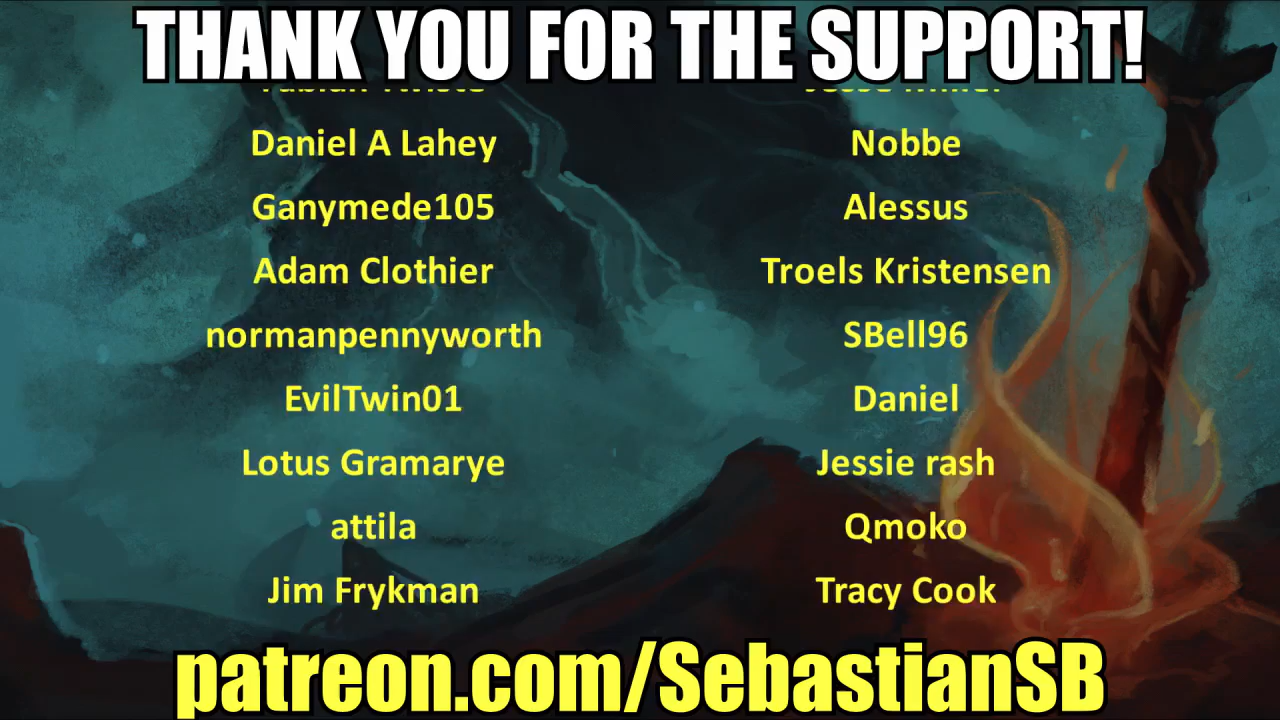 THANK YOU FOR THE SUPPORT!
Daniel A Lahey
Nobbe
Ganymede105
Alessus
Adam Clothier
Troels Kristensen
normanpennyworth
SBell96
EvilTwin01
Daniel
Lotus Gramarye
Jessie rash
attila
Qmoko
Jim Frykman
Tracy Cook
patreon.com/SebastianSB